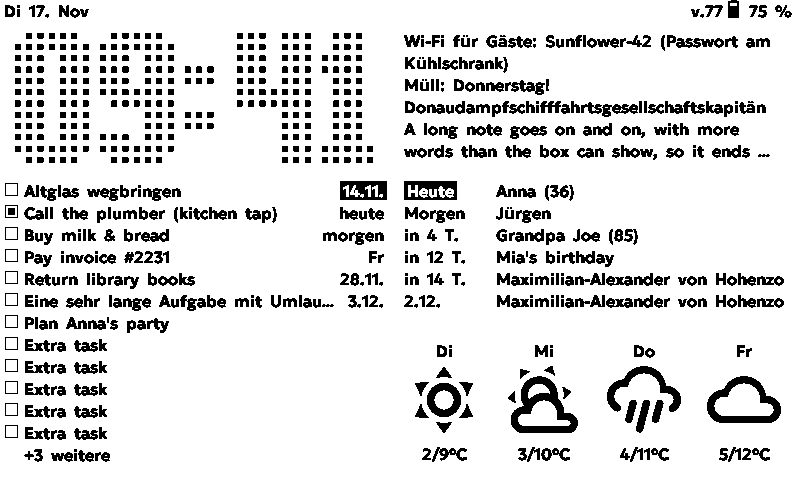 Di 17. Nov
v.77 75 %
09:41
Wi-Fi für Gäste: Sunflower-42 (Passwort am
Kühlschrank)
Müll: Donnerstag!
Donaudampfschifffahrtsgesellschaftskapitän
A long note goes on and on, with more
words than the box can show, so it ends ...
Altglas wegbringen 14.11.
Call the plumber (kitchen tap) heute
Buy milk & bread morgen
Pay invoice #2231 Fr
Return library books 28.11.
Eine sehr lange Aufgabe mit Umlau... 3.12.
Plan Anna's party
Extra task
Extra task
Extra task
Extra task
Extra task
+3 weitere
Heute Anna (36)
Morgen Jürgen
in 4 T. Grandpa Joe (85)
in 12 T. Mia's birthday
in 14 T. Maximilian-Alexander von Hohenzo
2.12. Maximilian-Alexander von Hohenzo
Di Mi Do Fr
2/9°C 3/10°C 4/11°C 5/12°C